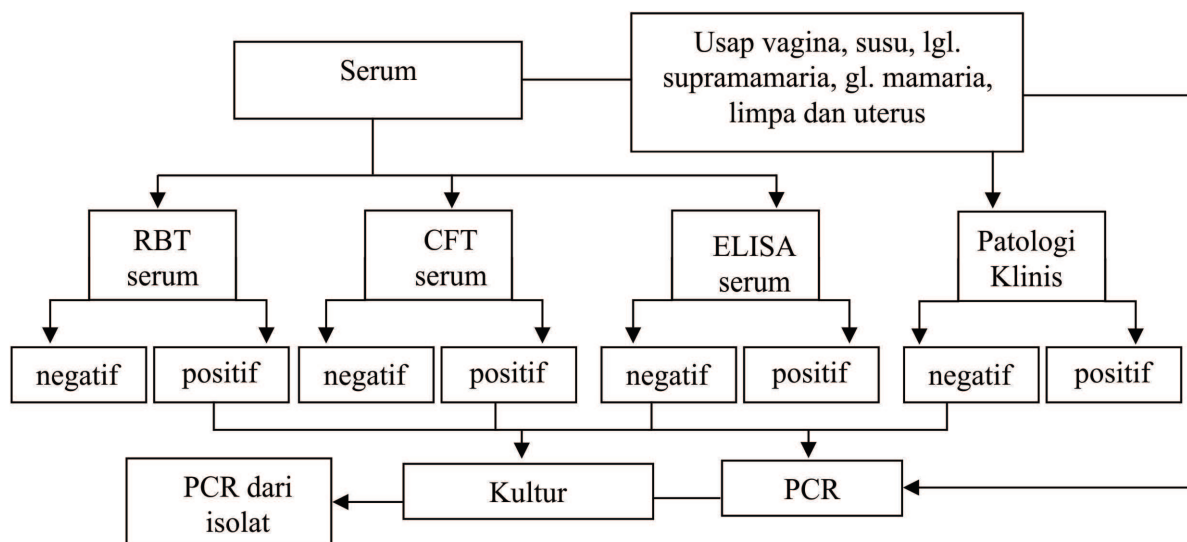 Serum
Usap vagina, susu, lgl.
supramamaria, gl. mamaria,
limpa dan uterus
RBT
serum
CFT
serum
ELISA
serum
Patologi
Klinis
negatif
positif
negatif
positif
negatif
positif
negatif
positif
PCR dari
isolat
Kultur
PCR